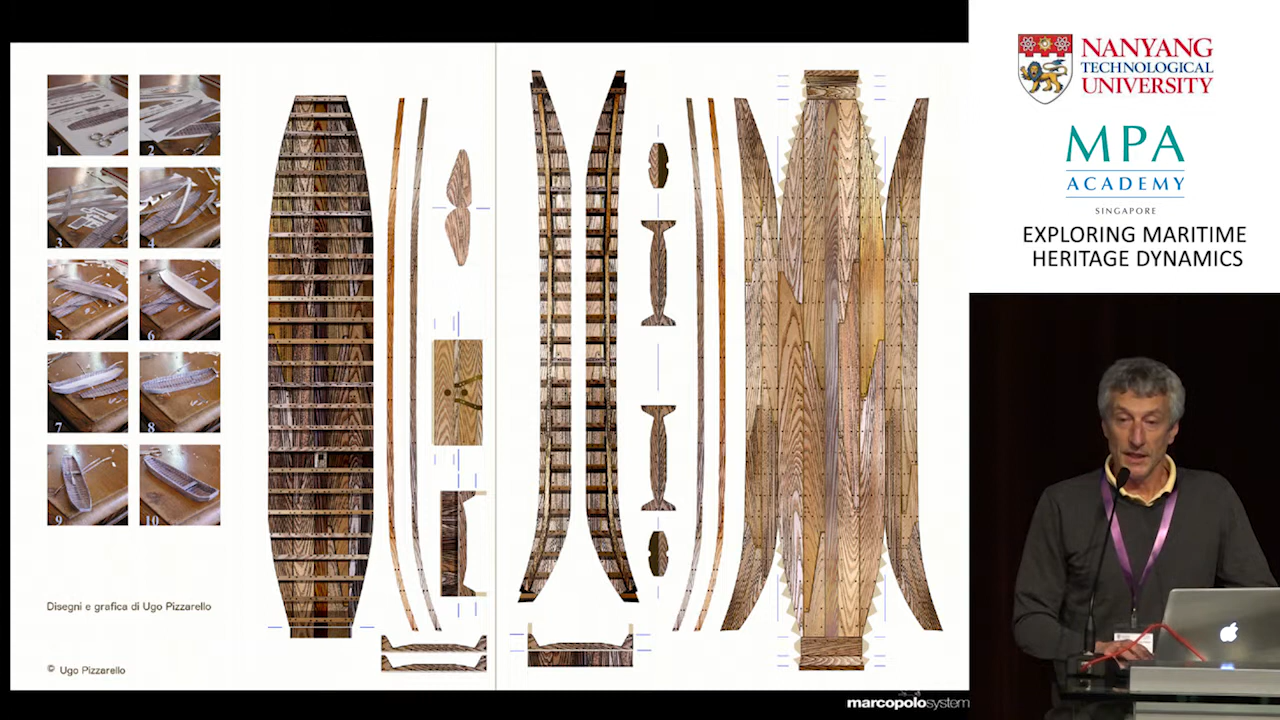 1
2
3
4
5
6
7
8
9
10
Disegni e grafica di Ugo Pizzarello
© Ugo Pizzarello
marcopolosystem
NANYANG
TECHNOLOGICAL
UNIVERSITY
MPA
ACADEMY
SINGAPORE
EXPLORING MARITIME
HERITAGE DYNAMICS